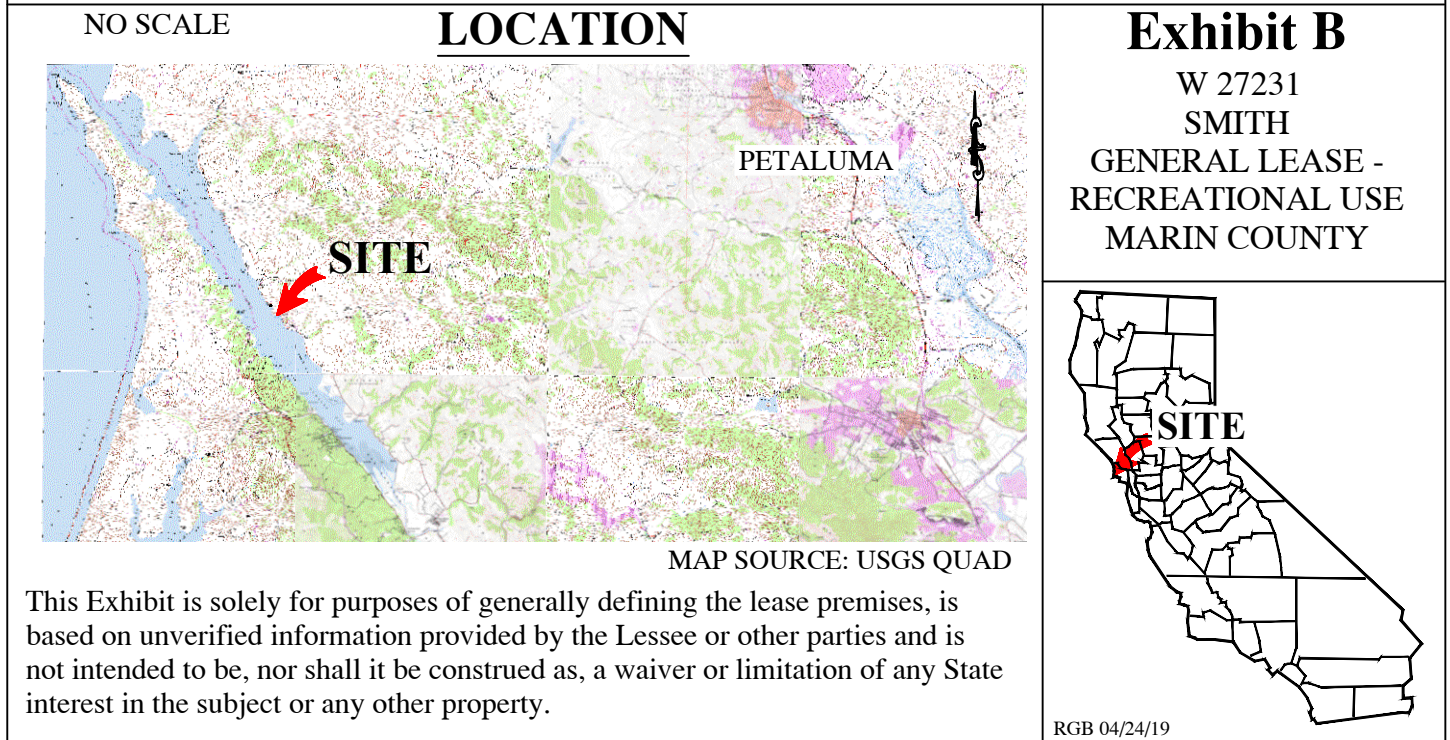 NO SCALE
LOCATION
PETALUMA
SITE
MAP SOURCE: USGS QUAD
This Exhibit is solely for purposes of generally defining the lease premises, is
based on unverified information provided by the Lessee or other parties and is
not intended to be, nor shall it be construed as, a waiver or limitation of any State
interest in the subject or any other property.
Exhibit B
W 27231
SMITH
GENERAL LEASE -
RECREATIONAL USE
MARIN COUNTY
SITE
RGB 04/24/19